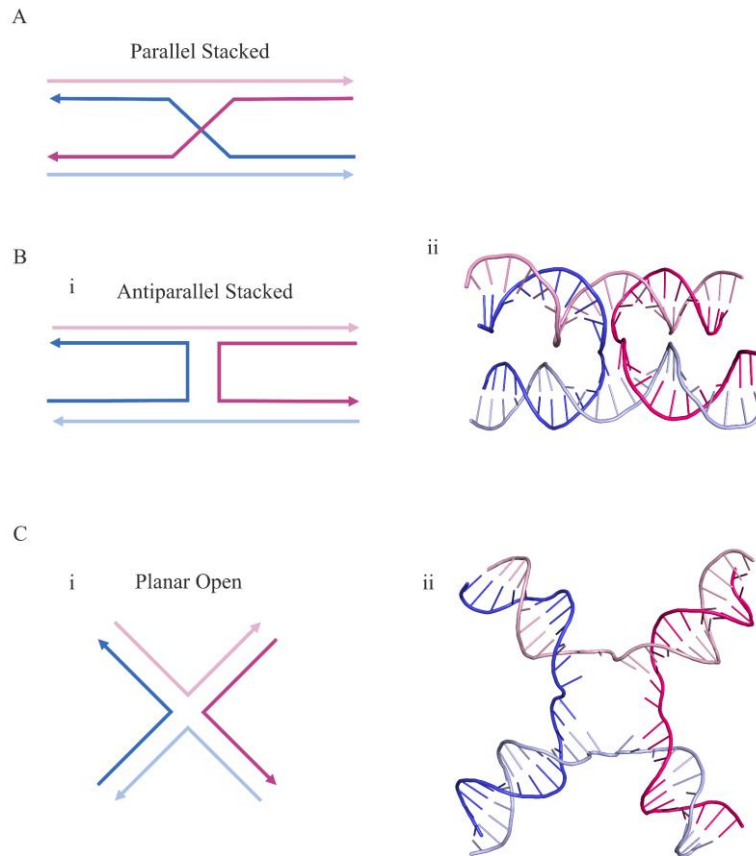 A
Parallel Stacked
B
i
Antiparallel Stacked
ii
C
i
Planar Open
ii